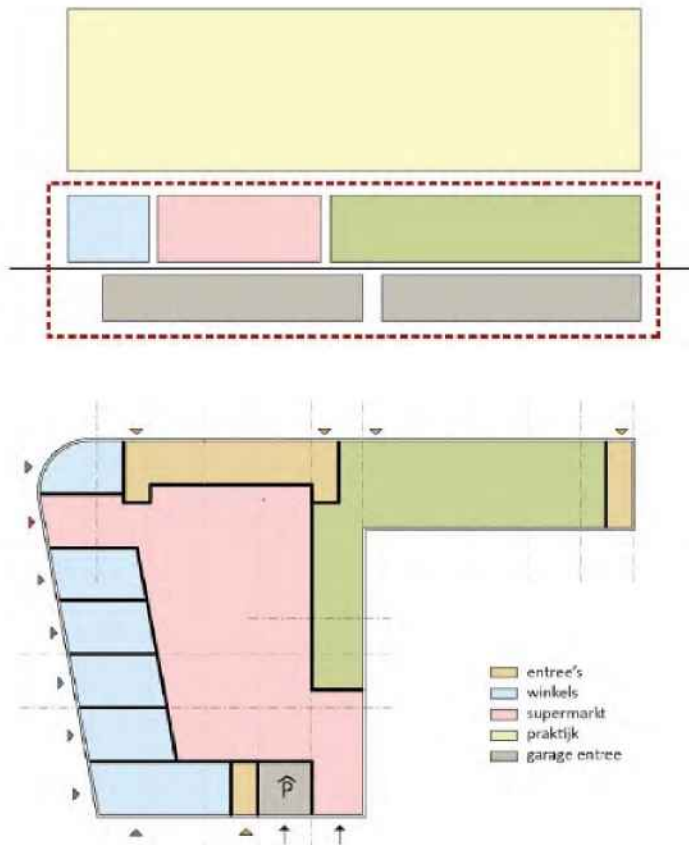 P
entree's
winkels
supermarkt
praktijk
garage entree